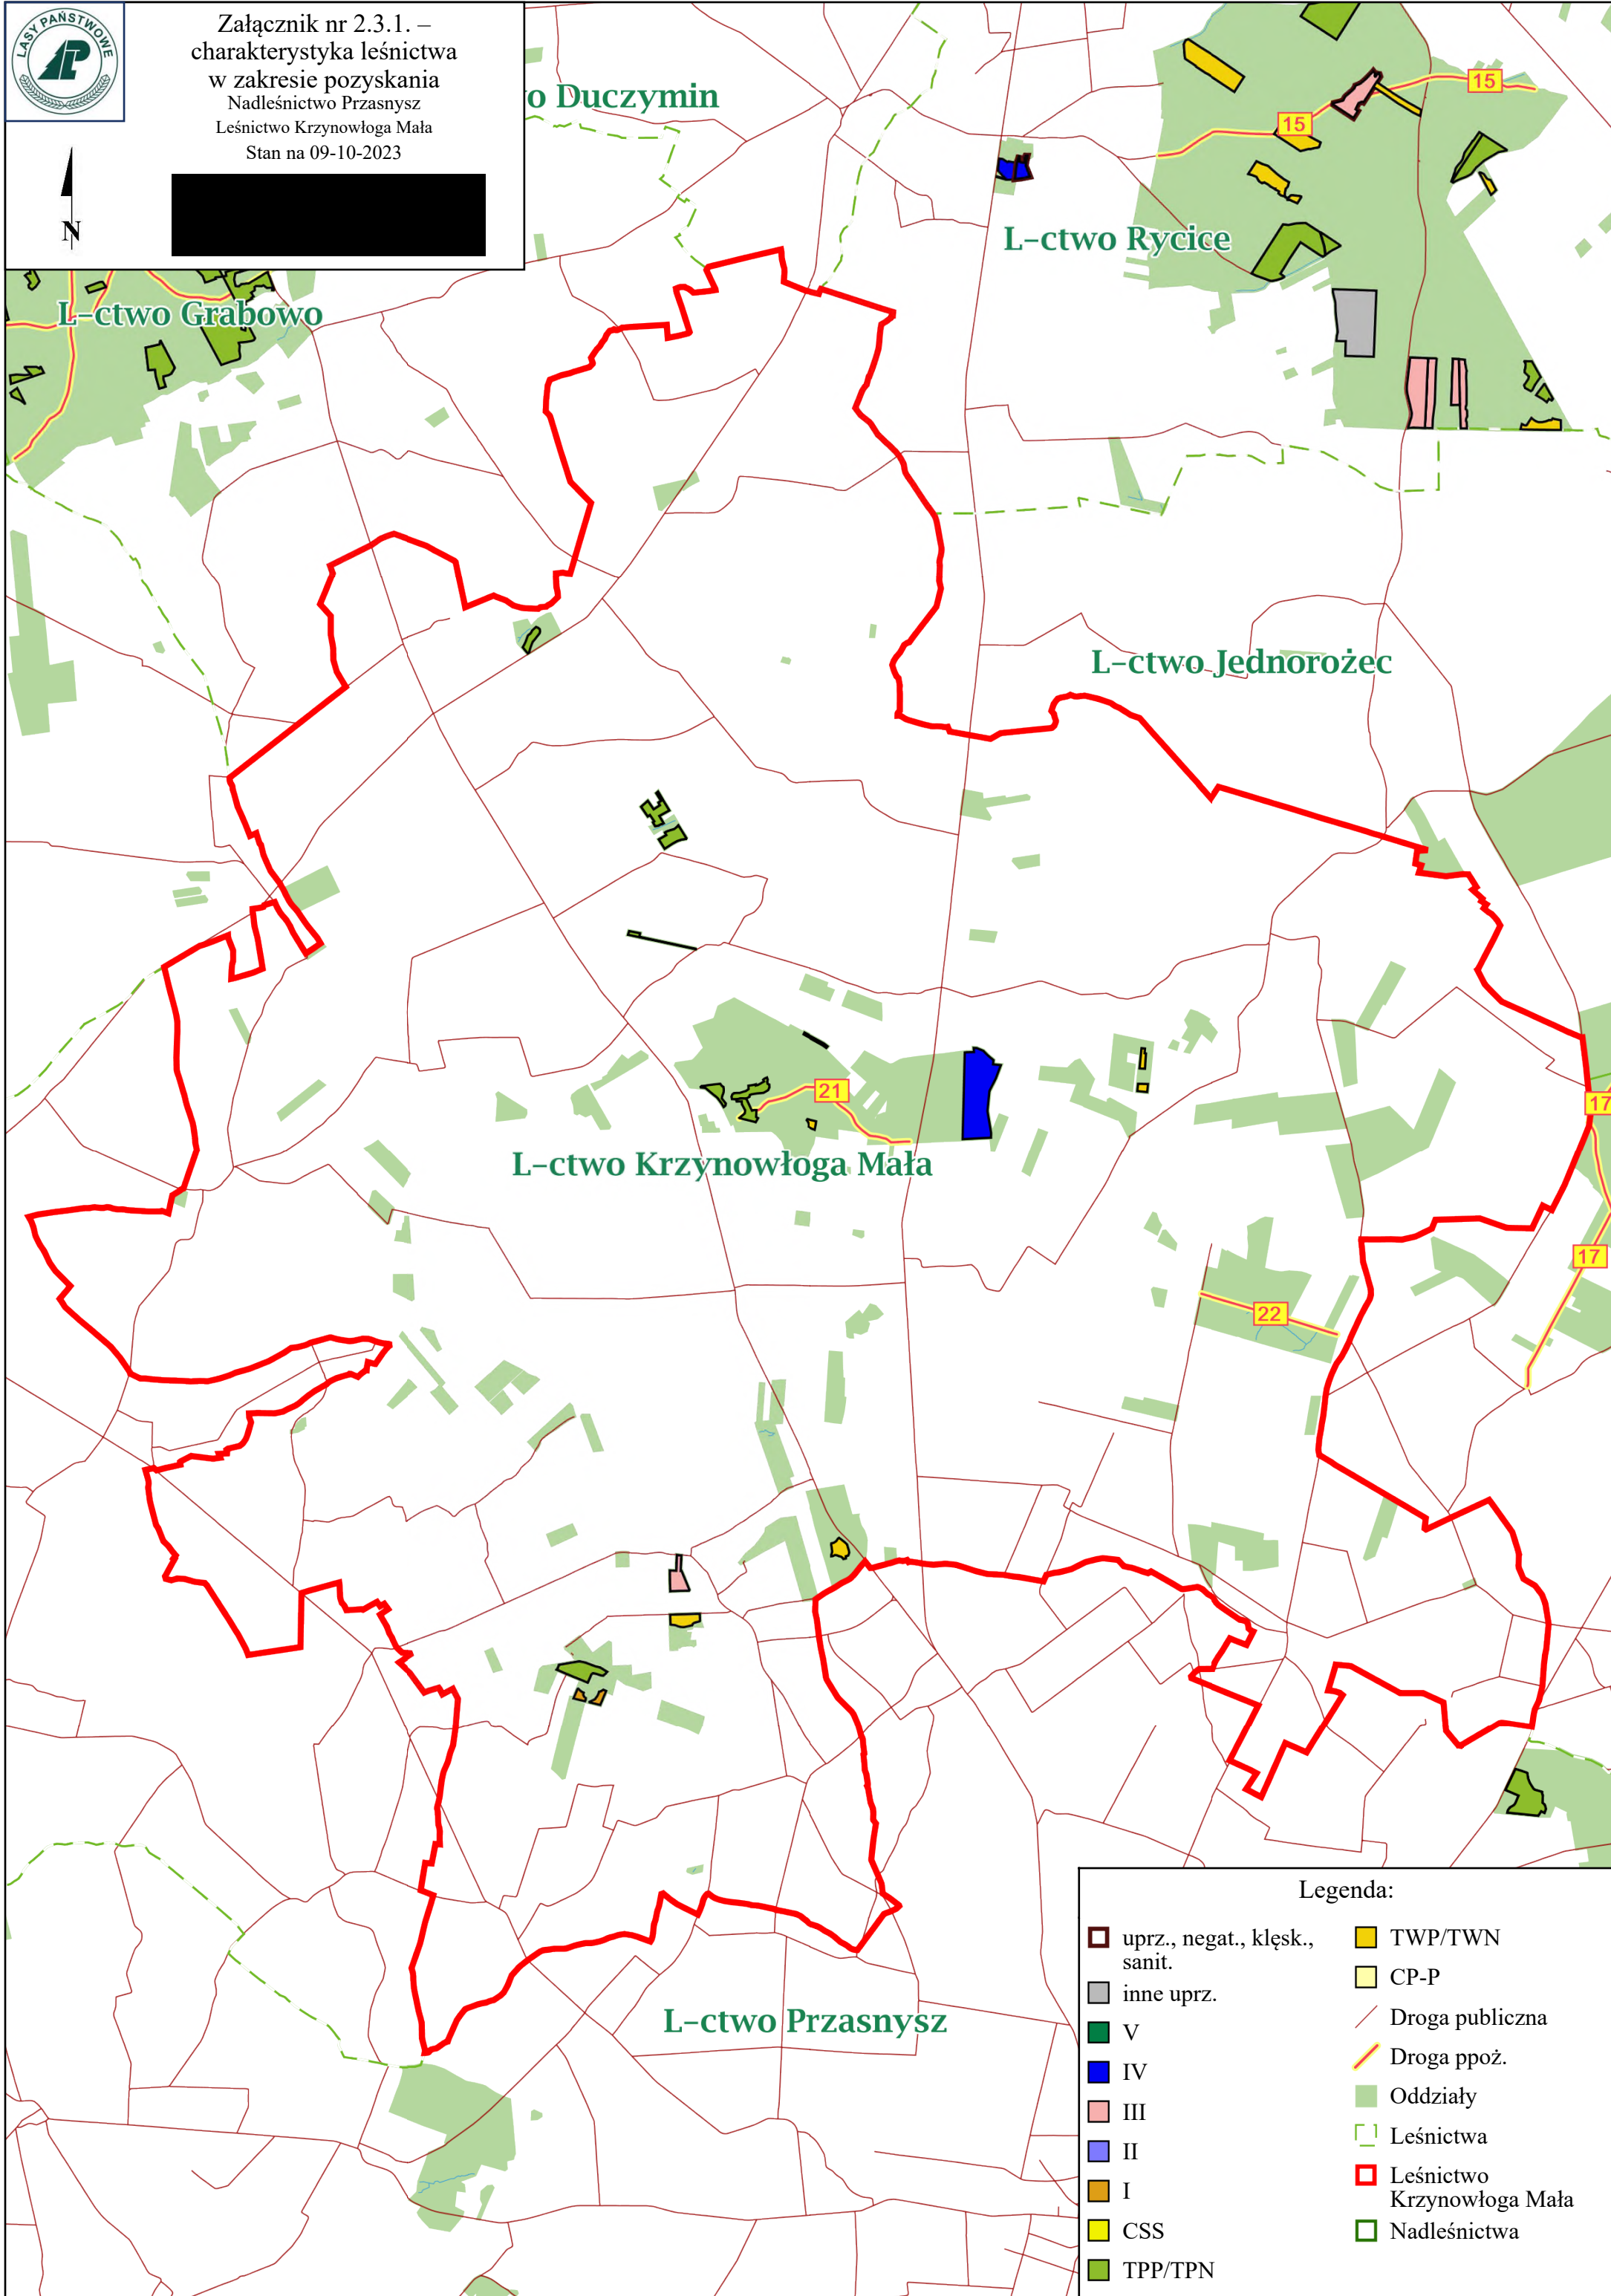 LASY PAŃSTWOWE
Załącznik nr 2.3.1. –
charakterystyka leśnictwa
w zakresie pozyskania
Nadleśnictwo Przasnysz
Leśnictwo Krzynowłoga Mała
Stan na 09-10-2023
N
o Duczymin
15
15
L-ctwo Rycice
L-ctwo Grabowo
L-ctwo Jednorożec
21
17
L-ctwo Krzynowłoga Mała
17
22
L-ctwo Przasnysz
Legenda:
uprz., negat., klęsk.,
sanit.
inne uprz.
V
IV
III
II
I
CSS
TPP/TPN
TWP/TWN
CP-P
Droga publiczna
Droga ppoż.
Oddziały
Leśnictwa
Leśnictwo
Krzynowłoga Mała
Nadleśnictwa